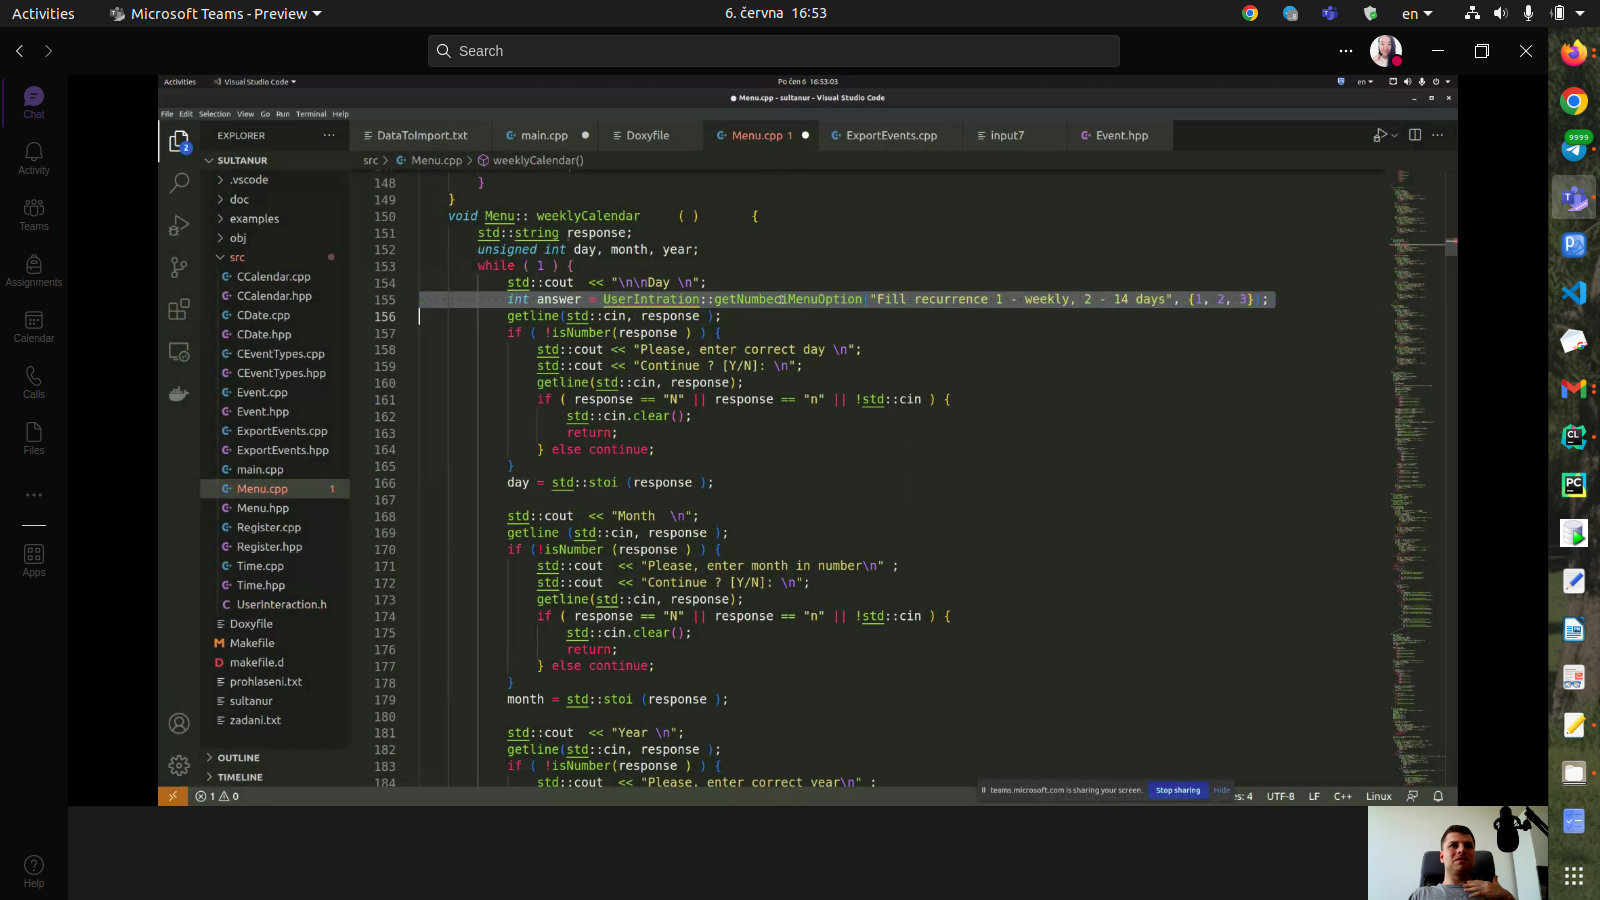 Activities
Microsoft Teams - Preview
6. června 16:53
en
Search
Chat
Activity
Teams
Assignments
Calendar
Calls
Files
Apps
Help
Activities
Visual Studio Code
Po čen 6 16:53:03
en
Menu.cpp - sultanur - Visual Studio Code
File Edit Selection View Go Run Terminal Help
EXPLORER
DataToImport.txt
main.cpp
Doxyfile
Menu.cpp 1
ExportEvents.cpp
input7
Event.hpp
src > Menu.cpp > weeklyCalendar()
2
SULTANUR
.vscode
doc
examples
obj
src
CCalendar.cpp
CCalendar.hpp
CDate.cpp
CDate.hpp
CEventTypes.cpp
CEventTypes.hpp
Event.cpp
Event.hpp
ExportEvents.cpp
ExportEvents.hpp
main.cpp
Menu.cpp 1
Menu.hpp
Register.cpp
Register.hpp
Time.cpp
Time.hpp
UserInteraction.h
Doxyfile
Makefile
makefile.d
prohlaseni.txt
sultanur
zadani.txt
OUTLINE
TIMELINE
148 }
149 }
150 void Menu:: weeklyCalendar ( ) {
151 std::string response;
152 unsigned int day, month, year;
153 while ( 1 ) {
154 std::cout << "\n\nDay \n";
155 int answer = UserIntration::getNumbeciMenuOption("Fill recurrence 1 - weekly, 2 - 14 days", {1, 2, 3});
156 getline(std::cin, response );
157 if ( !isNumber(response ) ) {
158 std::cout << "Please, enter correct day \n";
159 std::cout << "Continue ? [Y/N]: \n";
160 getline(std::cin, response);
161 if ( response == "N" || response == "n" || !std::cin ) {
162 std::cin.clear();
163 return;
164 } else continue;
165 }
166 day = std::stoi (response );
167
168 std::cout << "Month \n";
169 getline (std::cin, response );
170 if (!isNumber (response ) ) {
171 std::cout << "Please, enter month in number\n" ;
172 std::cout << "Continue ? [Y/N]: \n";
173 getline(std::cin, response);
174 if ( response == "N" || response == "n" || !std::cin ) {
175 std::cin.clear();
176 return;
177 } else continue;
178 }
179 month = std::stoi (response );
180
181 std::cout << "Year \n";
182 getline(std::cin, response );
183 if ( !isNumber(response ) ) {
184 std::cout << "Please, enter correct year\n" ;
1 0
teams.microsoft.com is sharing your screen.
Stop sharing
Hide
es: 4
UTF-8
LF
C++
Linux
9999
CL
PC